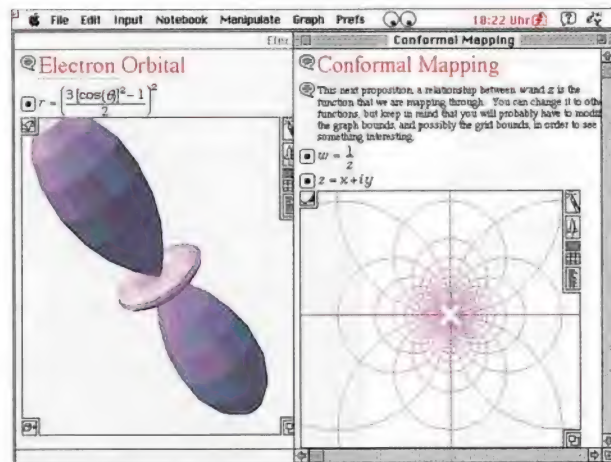 File Edit Input Notebook Manipulate Graph Prefs 18:22 Uhr
Electron Orbital
r = (3[cos(θ)]² - 1 / 2)²
Conformal Mapping
Conformal Mapping
This next proposition, a relationship between w and z is the
function that we are mapping through. You can change it to othe
functions, but keep in mind that you will probably have to modif
the graph bounds, and possibly the grid bounds, in order to see
something interesting.
w = 1/z
z = x + iy